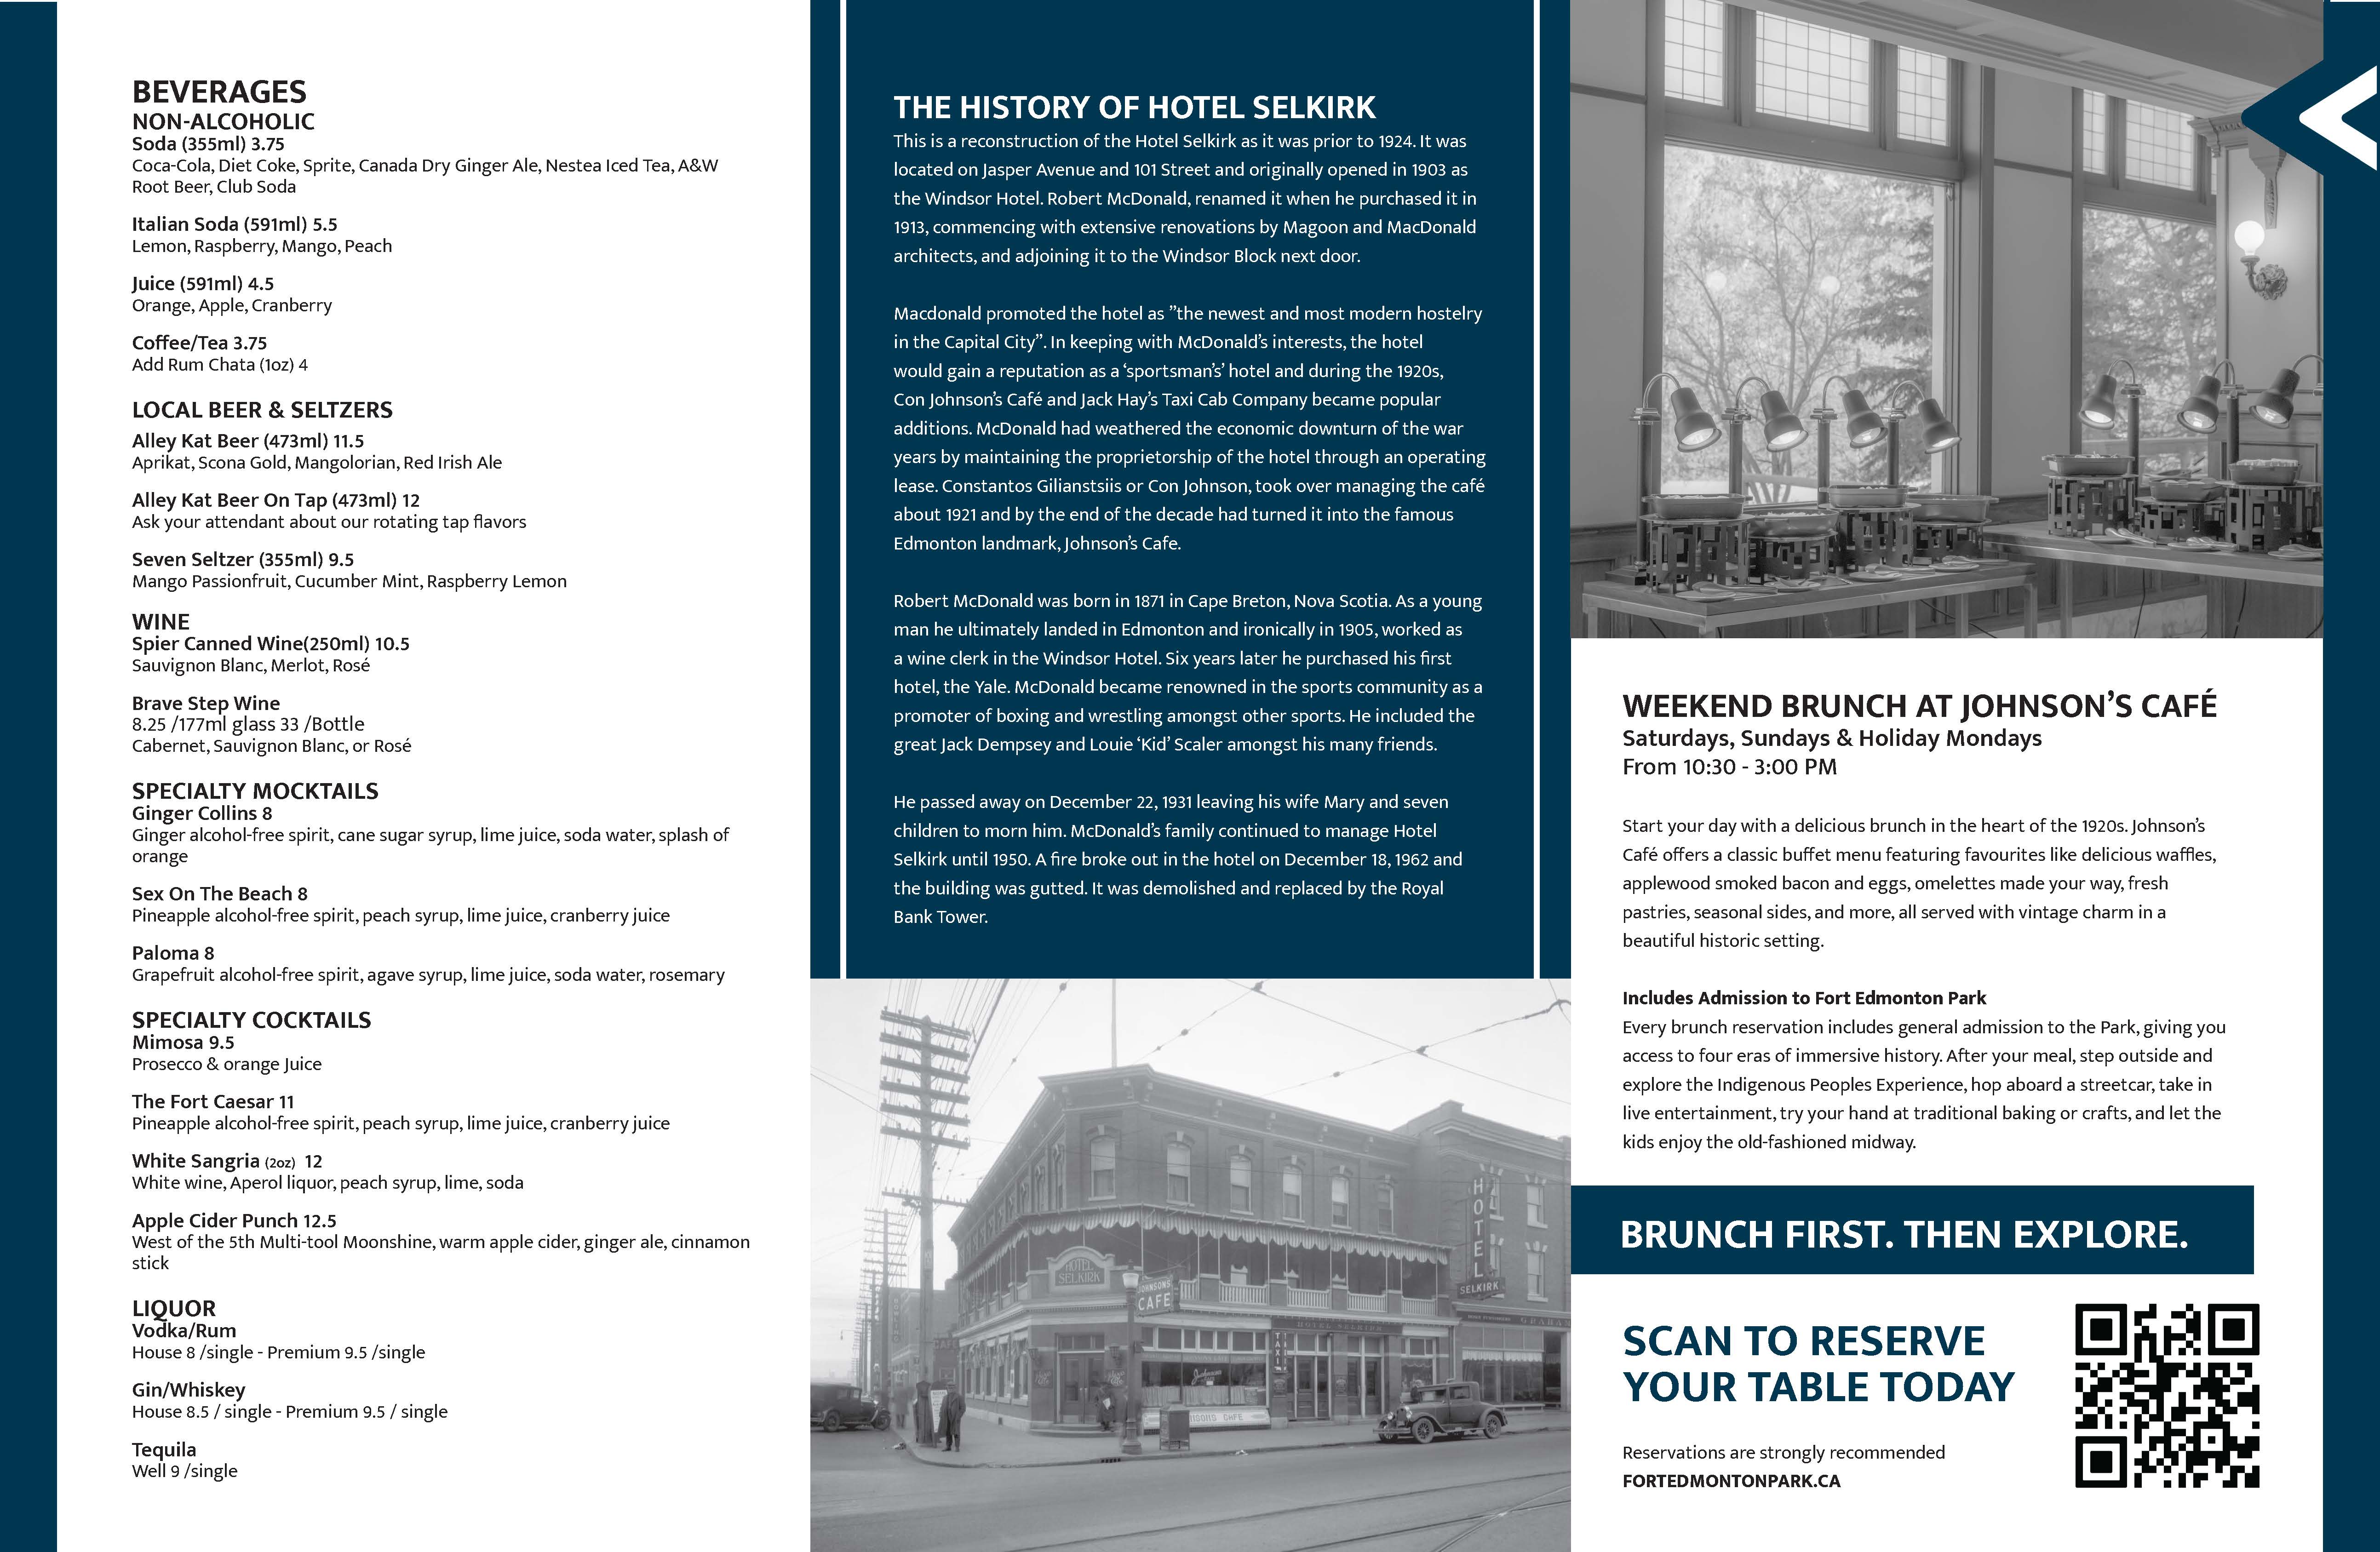 BEVERAGES
NON-ALCOHOLIC
Soda (355ml) 3.75
Coca-Cola, Diet Coke, Sprite, Canada Dry Ginger Ale, Nestea Iced Tea, A&W
Root Beer, Club Soda
Italian Soda (591ml) 5.5
Lemon, Raspberry, Mango, Peach
Juice (591ml) 4.5
Orange, Apple, Cranberry
Coffee/Tea 3.75
Add Rum Chata (1oz) 4
LOCAL BEER & SELTZERS
Alley Kat Beer (473ml) 11.5
Aprikat, Scona Gold, Mangolorian, Red Irish Ale
Alley Kat Beer On Tap (473ml) 12
Ask your attendant about our rotating tap flavors
Seven Seltzer (355ml) 9.5
Mango Passionfruit, Cucumber Mint, Raspberry Lemon
WINE
Spier Canned Wine(250ml) 10.5
Sauvignon Blanc, Merlot, Rosé
Brave Step Wine
8.25 /177ml glass 33 /Bottle
Cabernet, Sauvignon Blanc, or Rosé
SPECIALTY MOCKTAILS
Ginger Collins 8
Ginger alcohol-free spirit, cane sugar syrup, lime juice, soda water, splash of
orange
Sex On The Beach 8
Pineapple alcohol-free spirit, peach syrup, lime juice, cranberry juice
Paloma 8
Grapefruit alcohol-free spirit, agave syrup, lime juice, soda water, rosemary
SPECIALTY COCKTAILS
Mimosa 9.5
Prosecco & orange Juice
The Fort Caesar 11
Pineapple alcohol-free spirit, peach syrup, lime juice, cranberry juice
White Sangria (2oz) 12
White wine, Aperol liquor, peach syrup, lime, soda
Apple Cider Punch 12.5
West of the 5th Multi-tool Moonshine, warm apple cider, ginger ale, cinnamon
stick
LIQUOR
Vodka/Rum
House 8 /single - Premium 9.5 /single
Gin/Whiskey
House 8.5 / single - Premium 9.5 / single
Tequila
Well 9 /single
THE HISTORY OF HOTEL SELKIRK
This is a reconstruction of the Hotel Selkirk as it was prior to 1924. It was
located on Jasper Avenue and 101 Street and originally opened in 1903 as
the Windsor Hotel. Robert McDonald, renamed it when he purchased it in
1913, commencing with extensive renovations by Magoon and MacDonald
architects, and adjoining it to the Windsor Block next door.
Macdonald promoted the hotel as ”the newest and most modern hostelry
in the Capital City”. In keeping with McDonald’s interests, the hotel
would gain a reputation as a ‘sportsman’s’ hotel and during the 1920s,
Con Johnson’s Café and Jack Hay’s Taxi Cab Company became popular
additions. McDonald had weathered the economic downturn of the war
years by maintaining the proprietorship of the hotel through an operating
lease. Constantos Gilianstsiis or Con Johnson, took over managing the café
about 1921 and by the end of the decade had turned it into the famous
Edmonton landmark, Johnson’s Cafe.
Robert McDonald was born in 1871 in Cape Breton, Nova Scotia. As a young
man he ultimately landed in Edmonton and ironically in 1905, worked as
a wine clerk in the Windsor Hotel. Six years later he purchased his first
hotel, the Yale. McDonald became renowned in the sports community as a
promoter of boxing and wrestling amongst other sports. He included the
great Jack Dempsey and Louie ‘Kid’ Scaler amongst his many friends.
He passed away on December 22, 1931 leaving his wife Mary and seven
children to morn him. McDonald’s family continued to manage Hotel
Selkirk until 1950. A fire broke out in the hotel on December 18, 1962 and
the building was gutted. It was demolished and replaced by the Royal
Bank Tower.
HOTEL
SELKIRK
JOHNSONS
CAFE
HOTEL
SELKIRK
HOTEL SELKIRK
TAXI
WEEKEND BRUNCH AT JOHNSON’S CAFÉ
Saturdays, Sundays & Holiday Mondays
From 10:30 - 3:00 PM
Start your day with a delicious brunch in the heart of the 1920s. Johnson’s
Café offers a classic buffet menu featuring favourites like delicious waffles,
applewood smoked bacon and eggs, omelettes made your way, fresh
pastries, seasonal sides, and more, all served with vintage charm in a
beautiful historic setting.
Includes Admission to Fort Edmonton Park
Every brunch reservation includes general admission to the Park, giving you
access to four eras of immersive history. After your meal, step outside and
explore the Indigenous Peoples Experience, hop aboard a streetcar, take in
live entertainment, try your hand at traditional baking or crafts, and let the
kids enjoy the old-fashioned midway.
BRUNCH FIRST. THEN EXPLORE.
SCAN TO RESERVE
YOUR TABLE TODAY
Reservations are strongly recommended
FORTEDMONTONPARK.CA